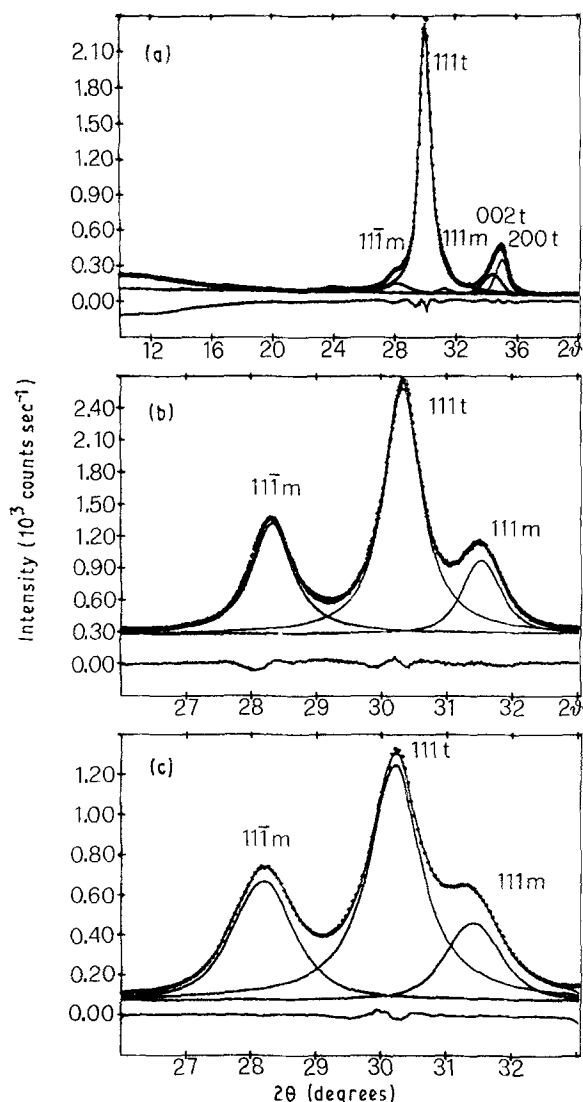 (a)
111t
11̅1̅m
111m
002t
200t
2.10
1.80
1.50
1.20
0.90
0.60
0.30
0.00
12
16
20
24
28
32
36
2ϑ
(b)
111t
111̅m
111m
2.40
2.10
1.80
1.50
1.20
0.90
0.60
0.30
0.00
27
28
29
30
31
32
2ϑ
(c)
111t
111̅m
111m
1.20
1.00
0.80
0.60
0.40
0.20
0.00
27
28
29
30
31
32
2θ (degrees)
Intensity (10³ counts sec⁻¹)